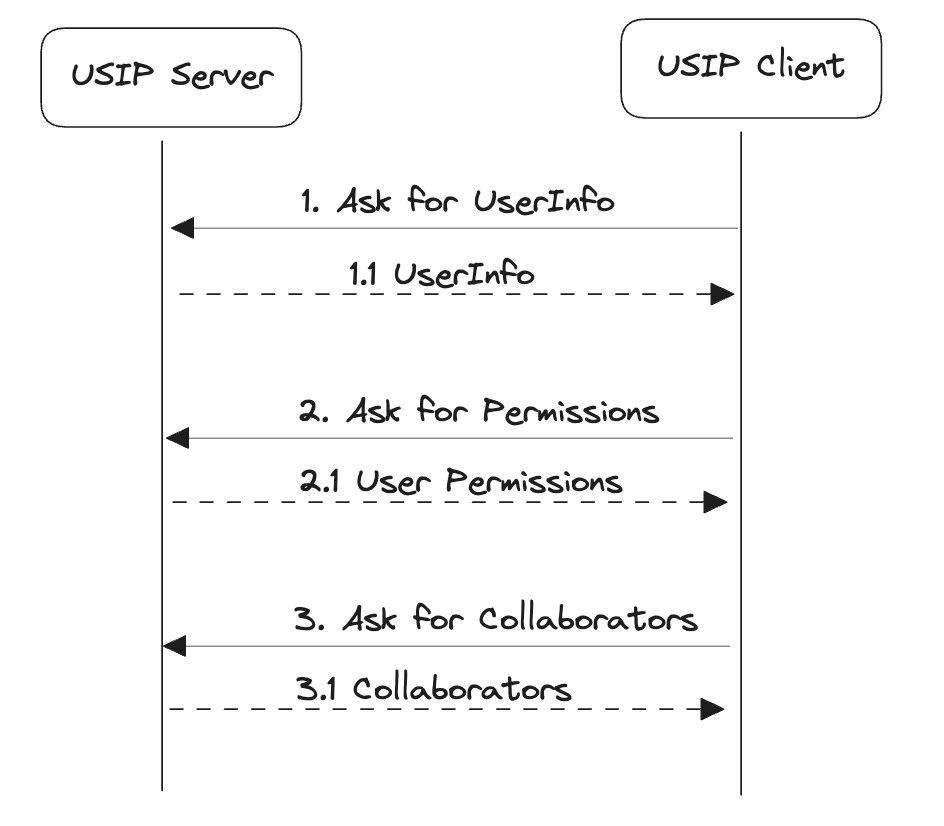 USIP Server
USIP Client
1. Ask for UserInfo
1.1 UserInfo
2. Ask for Permissions
2.1 User Permissions
3. Ask for Collaborators
3.1 Collaborators